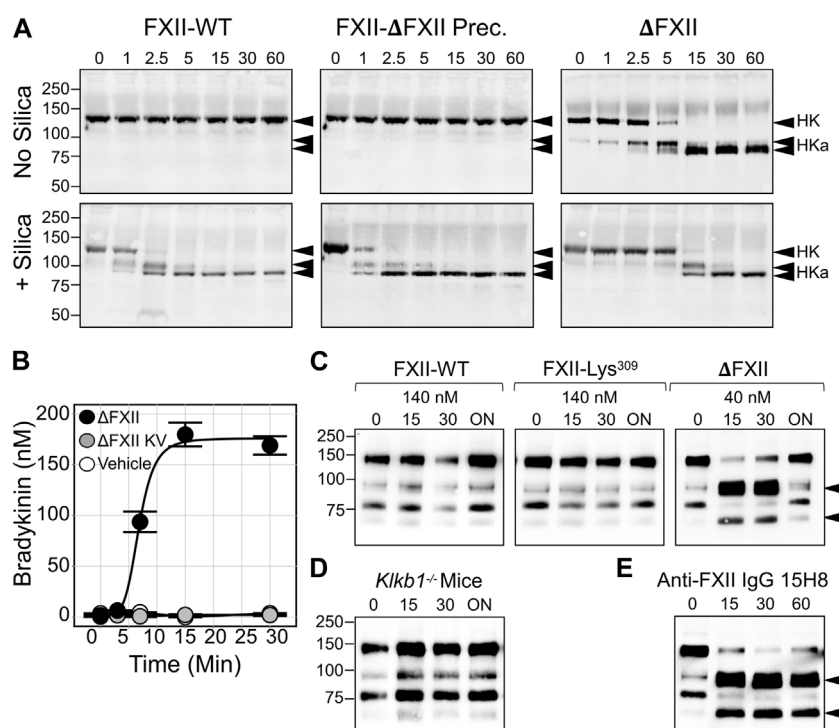 A
FXII-WT
FXII-ΔFXII Prec.
ΔFXII
0 1 2.5 5 15 30 60
0 1 2.5 5 15 30 60
0 1 2.5 5 15 30 60
No Silica
250
150
100
75
50
HK
HKa
+ Silica
250
150
100
75
50
HK
HKa
B
Bradykinin (nM)
200
150
100
50
0
ΔFXII
ΔFXII KV
Vehicle
0 5 10 15 20 25 30
Time (Min)
C
FXII-WT
FXII-Lys³⁰⁹
ΔFXII
140 nM
140 nM
40 nM
0 15 30 ON
0 15 30 ON
0 15 30 ON
250
150
100
75
D
Klkb1⁻/⁻ Mice
0 15 30 ON
250
150
100
75
E
Anti-FXII IgG 15H8
0 15 30 60